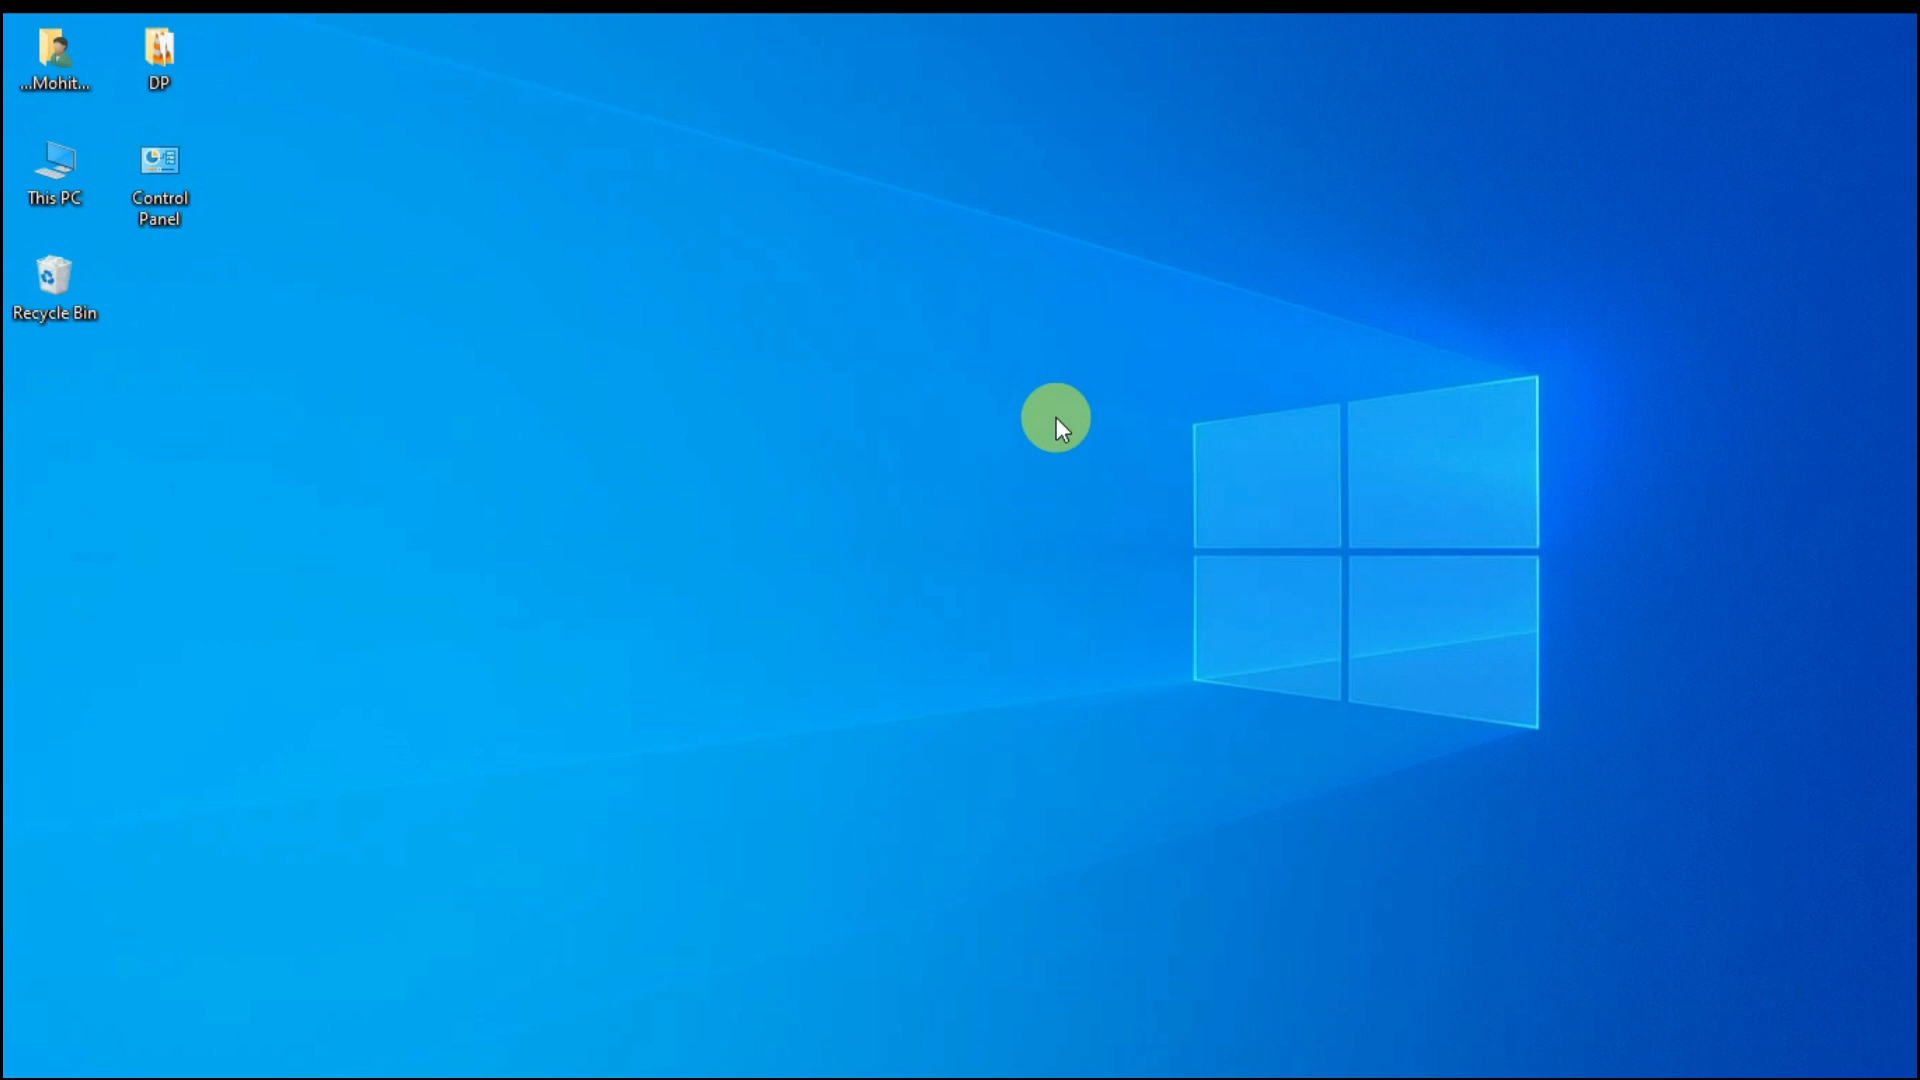 ...Mohit...
DP
This PC
Control
Panel
Recycle Bin